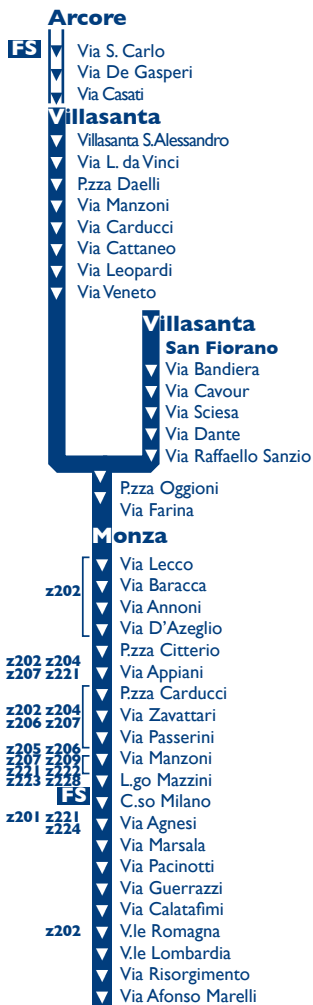 Arcore
FS
Via S. Carlo
Via De Gasperi
Via Casati
Villasanta
Villasanta S.Alessandro
Via L. da Vinci
P.zza Daelli
Via Manzoni
Via Carducci
Via Cattaneo
Via Leopardi
Via Veneto
Villasanta
San Fiorano
Via Bandiera
Via Cavour
Via Sciesa
Via Dante
Via Raffaello Sanzio
P.zza Oggioni
Via Farina
Monza
Via Lecco
z202 Via Baracca
Via Annoni
Via D'Azeglio
P.zza Citterio
z202 z204
z207 z221 Via Appiani
P.zza Carducci
z202 z204 Via Zavattari
z206 z207
Via Passerini
z205 z206
z207 z209 Via Manzoni
z221 z222
z223 z228 L.go Mazzini
FS C.so Milano
z201 z221 Via Agnesi
z224
Via Marsala
Via Pacinotti
Via Guerrazzi
Via Calatafimi
z202 V.le Romagna
V.le Lombardia
Via Risorgimento
Via Afonso Marelli